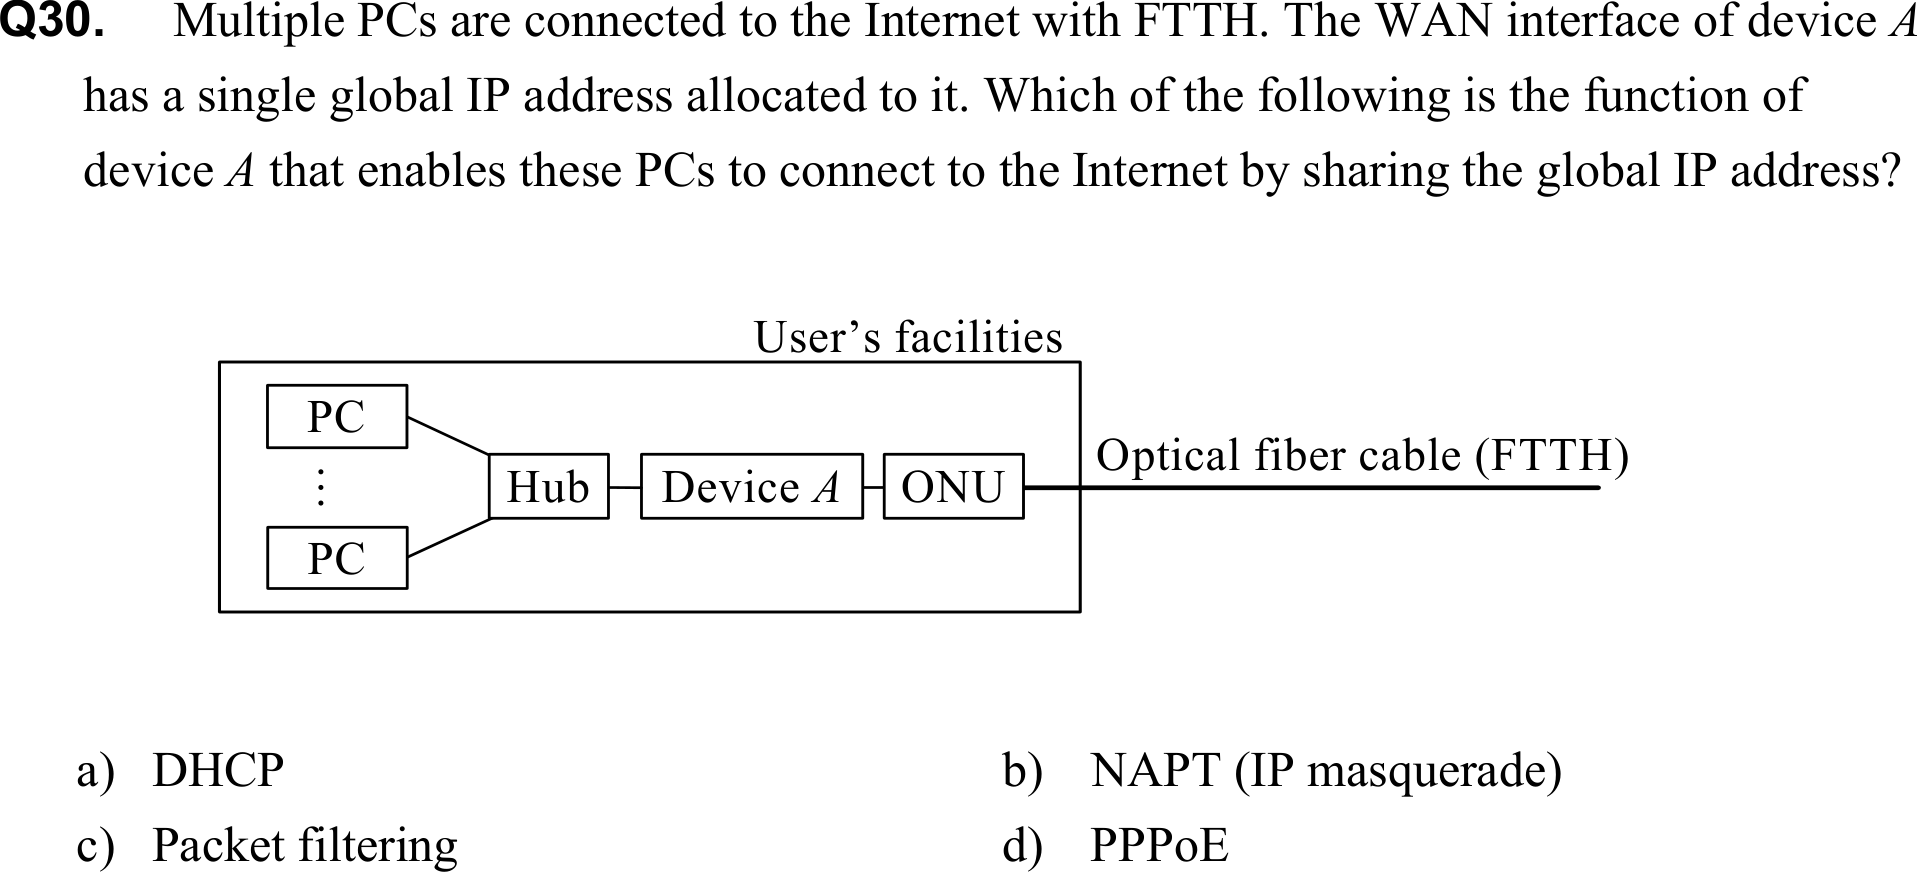 Q30. Multiple PCs are connected to the Internet with FTTH. The WAN interface of device A
has a single global IP address allocated to it. Which of the following is the function of
device A that enables these PCs to connect to the Internet by sharing the global IP address?
User’s facilities
PC
Optical fiber cable (FTTH)
Hub
Device A
ONU
PC
a) DHCP
b) NAPT (IP masquerade)
c) Packet filtering
d) PPPoE